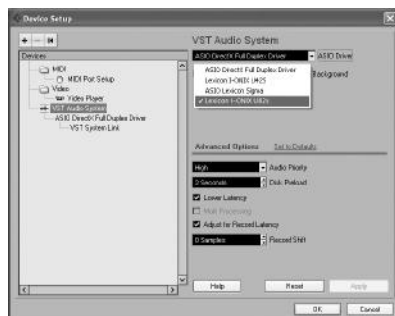 Device Setup
VST Audio System
Devices
MIDI
MIDI Port Setup
Video
Video Player
VST Audio System
ASIO DirectX Full Duplex Driver
VST System Link
ASIO DirectX Full Duplex Driver
ASIO Driver
ASIO DirectX Full Duplex Driver
Lexicon I-ONIX U42S
Background
ASIO Lexicon Sigma
Lexicon I-ONIX U82s
Advanced Options
Set to Defaults
High
Audio Priority
2 Seconds
Disk Preload
Lower Latency
Multi Processing
Adjust for Record Latency
0 Samples
Record Shift
Help
Reset
Apply
OK
Cancel